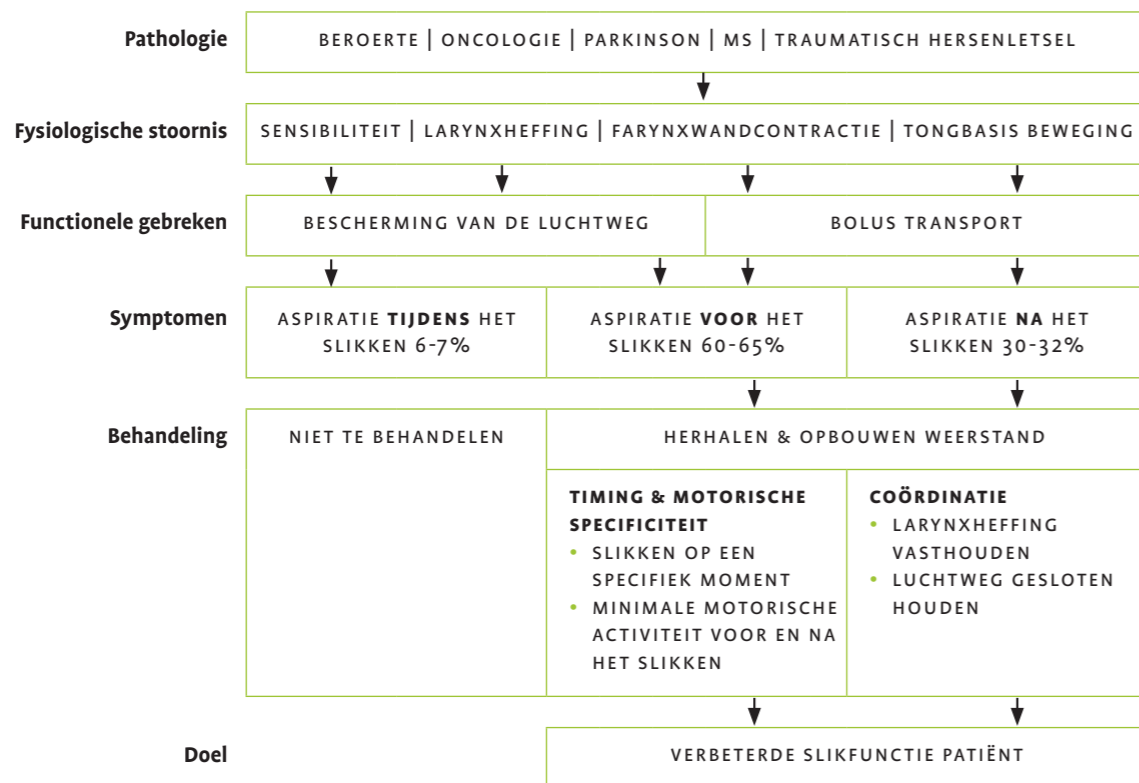 Pathologie
BEROERTE | ONCOLOGIE | PARKINSON | MS | TRAUMATISCH HERSENLETSEL
Fysiologische stoornis
SENSIBILITEIT | LARYNXHEFFING | FARYNXWANDCONTRACTIE | TONGBASIS BEWEGING
Functionele gebreken
BESCHERMING VAN DE LUCHTWEG
BOLUS TRANSPORT
Symptomen
ASPIRATIE TIJDENS HET
SLIKKEN 6-7%
ASPIRATIE VOOR HET
SLIKKEN 60-65%
ASPIRATIE NA HET
SLIKKEN 30-32%
Behandeling
NIET TE BEHANDELEN
HERHALEN & OPBOUWEN WEERSTAND
TIMING & MOTORISCHE
SPECIFICITEIT
• SLIKKEN OP EEN
SPECIFIEK MOMENT
• MINIMALE MOTORISCHE
ACTIVITEIT VOOR EN NA
HET SLIKKEN
COÖRDINATIE
• LARYNXHEFFING
VASTHOUDEN
• LUCHTWEG GESLOTEN
HOUDEN
Doel
VERBETERDE SLIKFUNCTIE PATIËNT